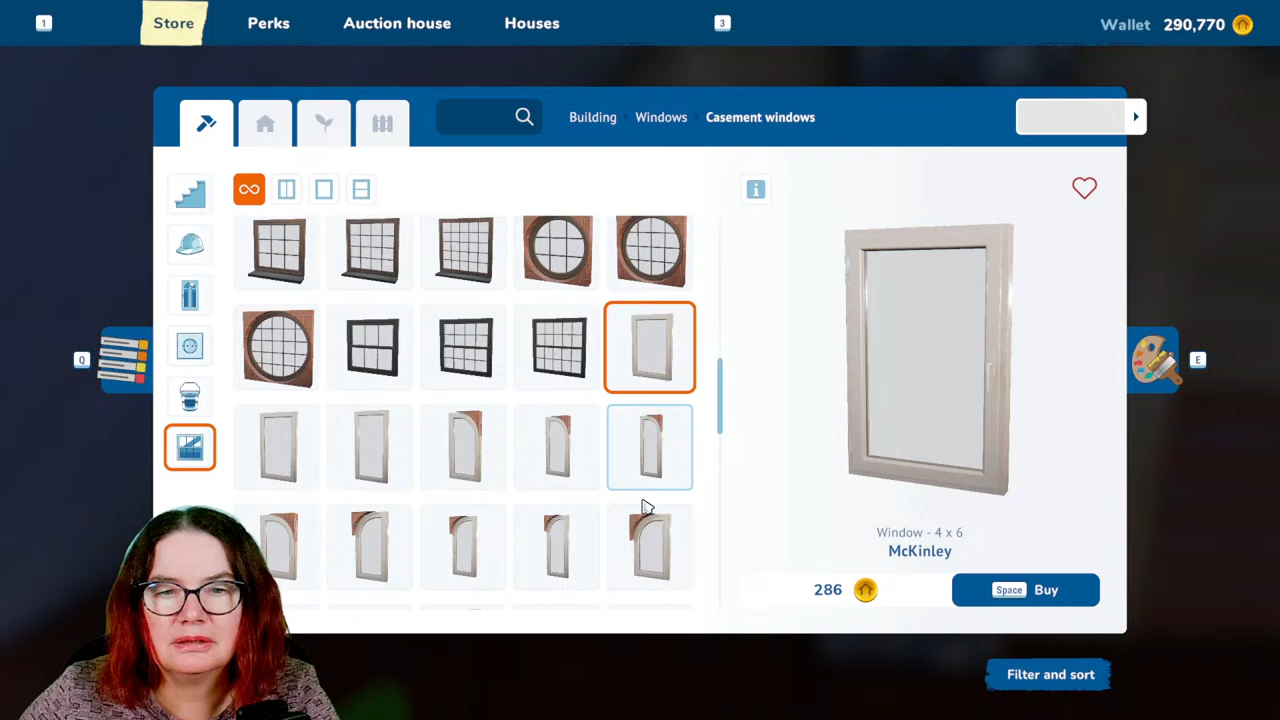 1
Store
Perks
Auction house
Houses
3
Wallet 290,770
Building Windows Casement windows
i
Q
E
Window - 4 x 6
McKinley
286
Space Buy
Filter and sort